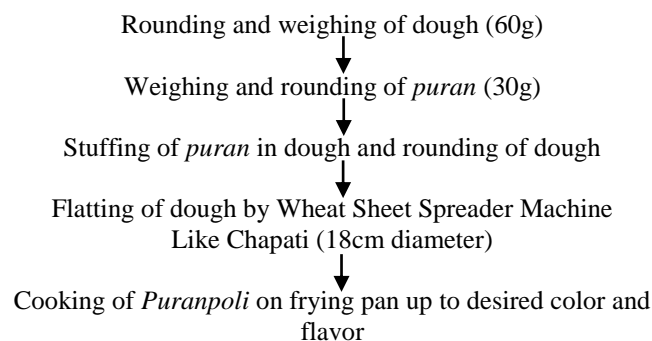 Rounding and weighing of dough (60g)
Weighing and rounding of puran (30g)
Stuffing of puran in dough and rounding of dough
Flatting of dough by Wheat Sheet Spreader Machine
Like Chapati (18cm diameter)
Cooking of Puranpoli on frying pan up to desired color and
flavor